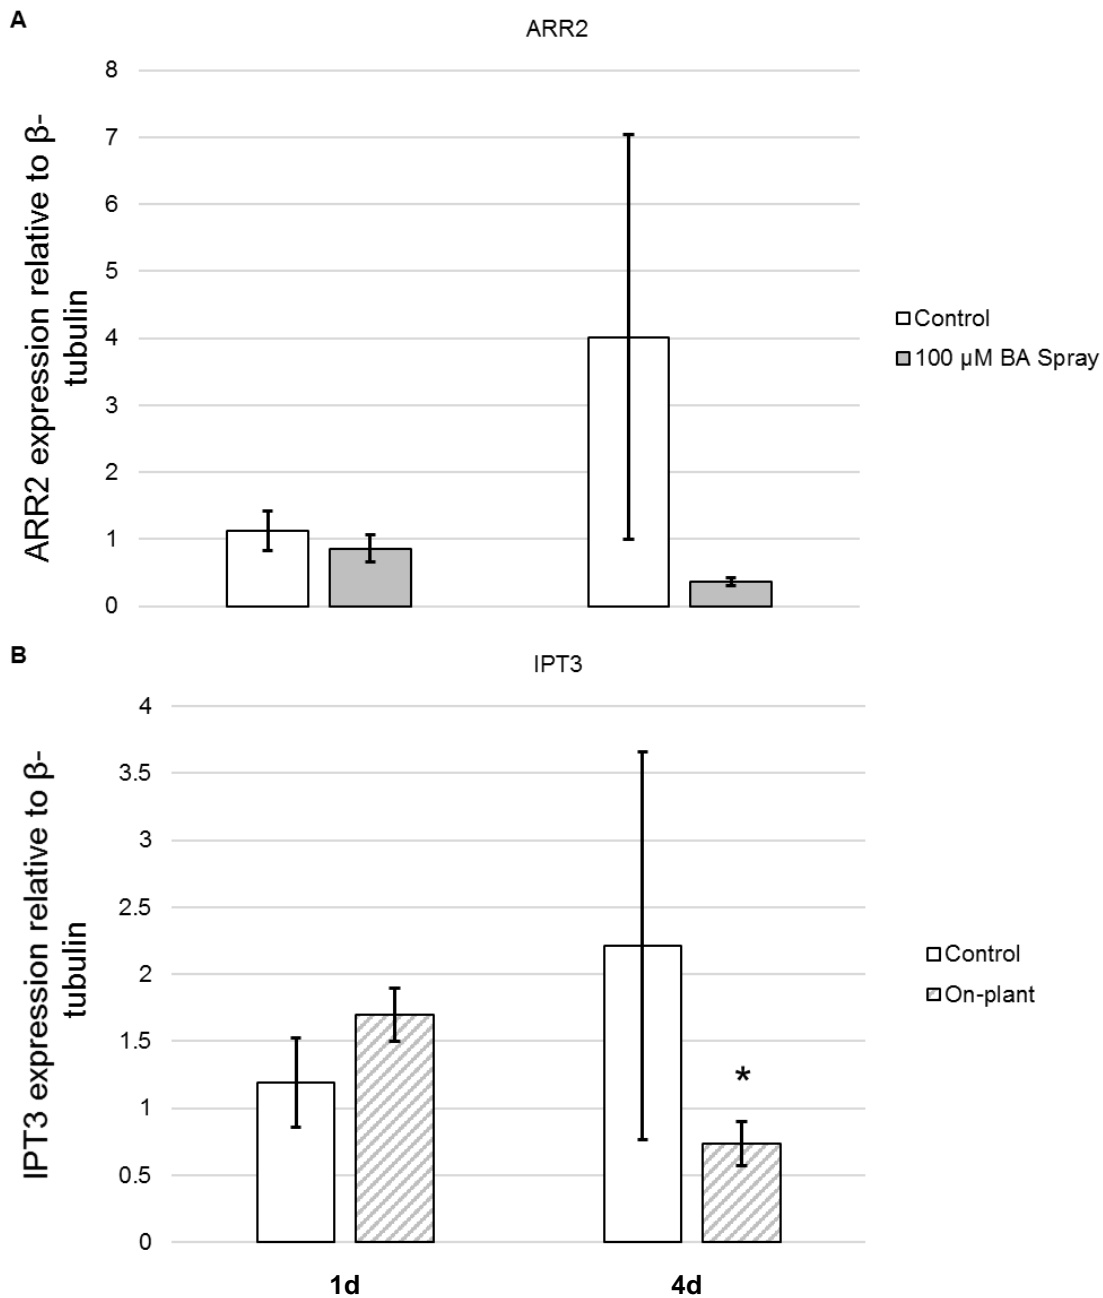 A
ARR2
8
7
6
5
4
3
2
1
0
ARR2 expression relative to β-
tubulin
Control
100 µM BA Spray
B
IPT3
4
3.5
3
2.5
2
1.5
1
0.5
0
IPT3 expression relative to β-
tubulin
*
Control
On-plant
1d
4d